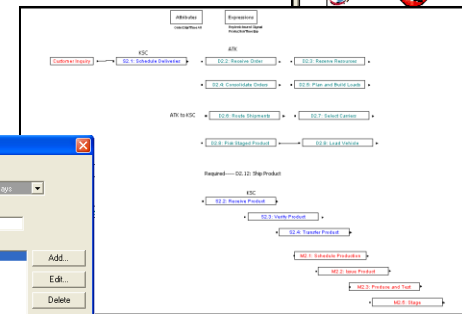 Attributes Expressions
KSC
ATK
Customer Inquiry S2.1: Schedule Deliveries D2.2: Receive Order D2.3: Reserve Resources
D2.4: Consolidate Orders D2.5: Plan and Build Loads
ATK to KSC D2.6: Route Shipments D2.7: Select Carriers
D2.8: Pick Staged Product D2.9: Load Vehicle
Required----- D2.12: Ship Product
KSC
S2.2: Receive Product
S2.3: Verify Product
S2.4: Transfer Product
M2.1: Schedule Production
M2.2: Issue Product
M2.3: Produce and Test
M2.5: Stage
ays
Add...
Edit...
Delete